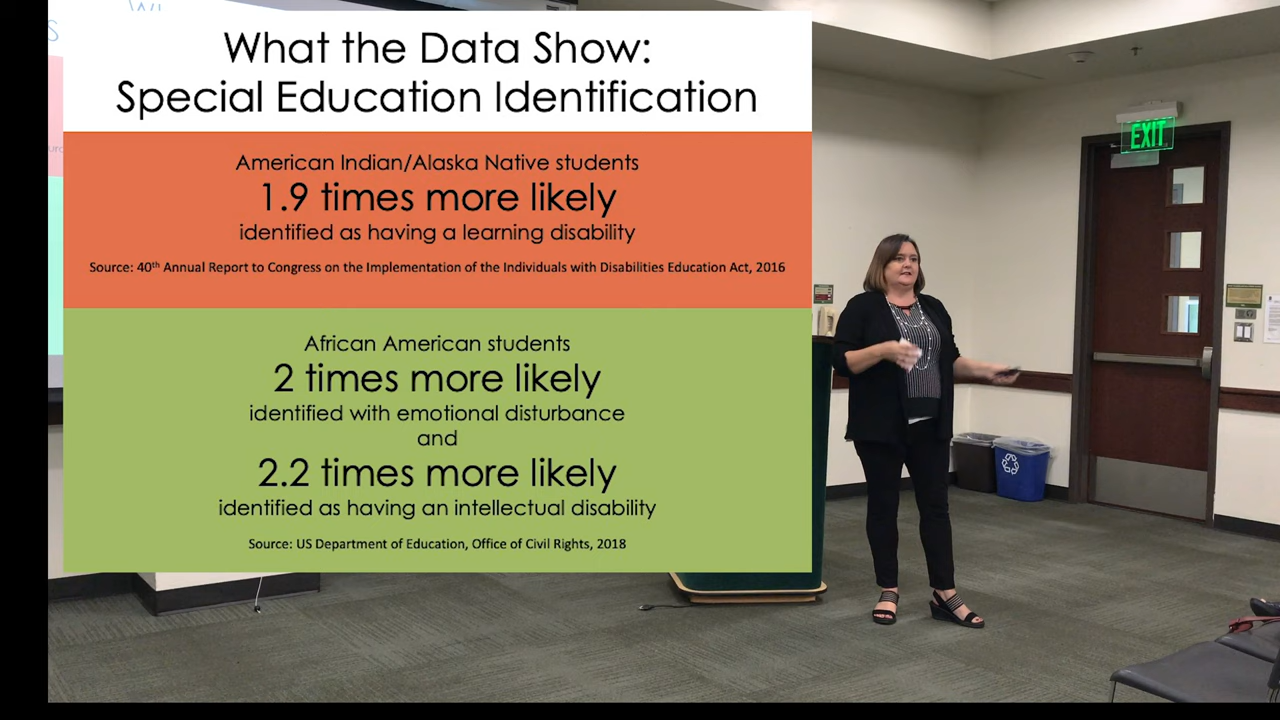 What the Data Show:
Special Education Identification
American Indian/Alaska Native students
1.9 times more likely
identified as having a learning disability
Source: 40th Annual Report to Congress on the Implementation of the Individuals with Disabilities Education Act, 2016
African American students
2 times more likely
identified with emotional disturbance
and
2.2 times more likely
identified as having an intellectual disability
Source: US Department of Education, Office of Civil Rights, 2018
EXIT